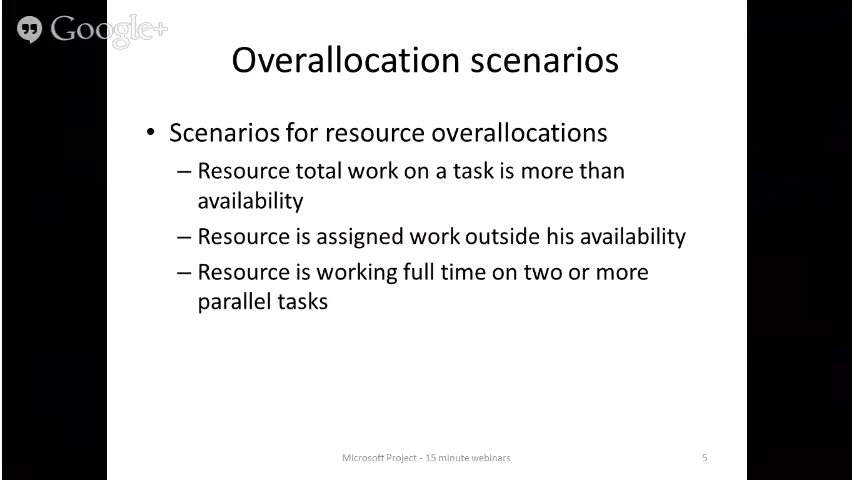 Google+
Overallocation scenarios
• Scenarios for resource overallocations
– Resource total work on a task is more than
availability
– Resource is assigned work outside his availability
– Resource is working full time on two or more
parallel tasks
Microsoft Project - 15 minute webinars
5